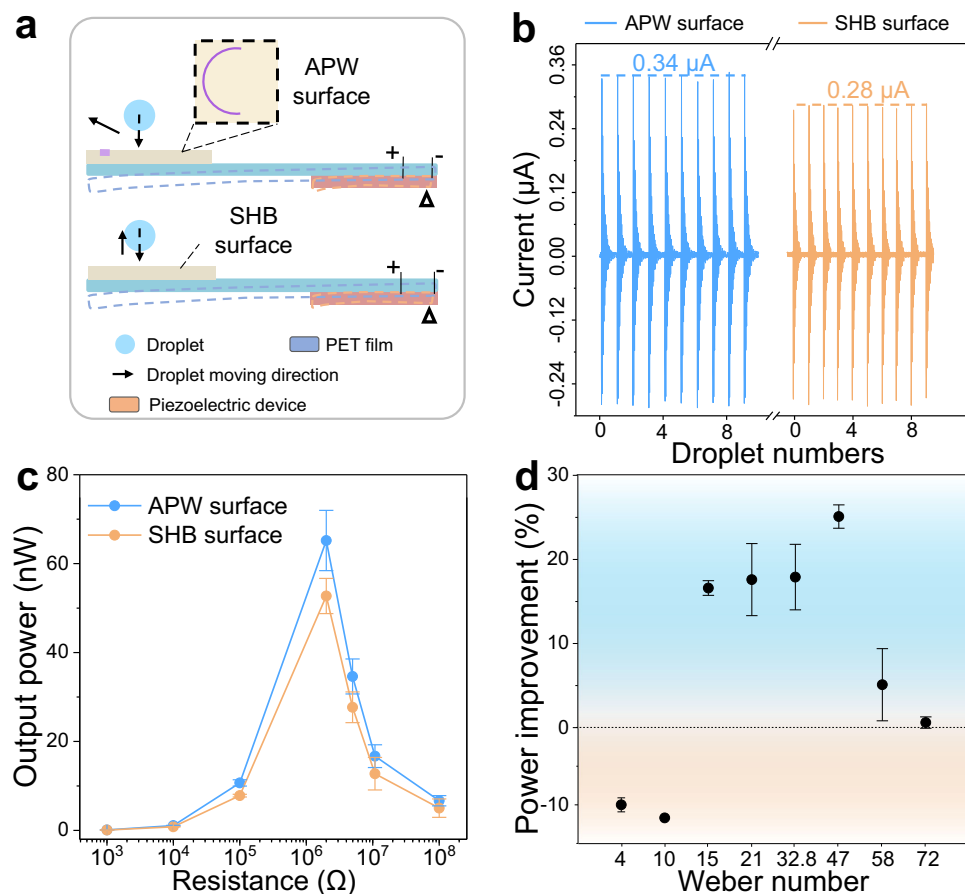 a
APW
surface
+
-
SHB
surface
+
-
Droplet
PET film
Droplet moving direction
Piezoelectric device
b
APW surface
SHB surface
0.34 µA
0.28 µA
Current (µA)
0.36
0.24
0.12
0.00
-0.12
-0.24
0 4 8 0 4 8
Droplet numbers
c
APW surface
SHB surface
Output power (nW)
80
60
40
20
0
10³ 10⁴ 10⁵ 10⁶ 10⁷ 10⁸
Resistance (Ω)
d
Power improvement (%)
30
20
10
0
-10
4 10 15 21 32.8 47 58 72
Weber number